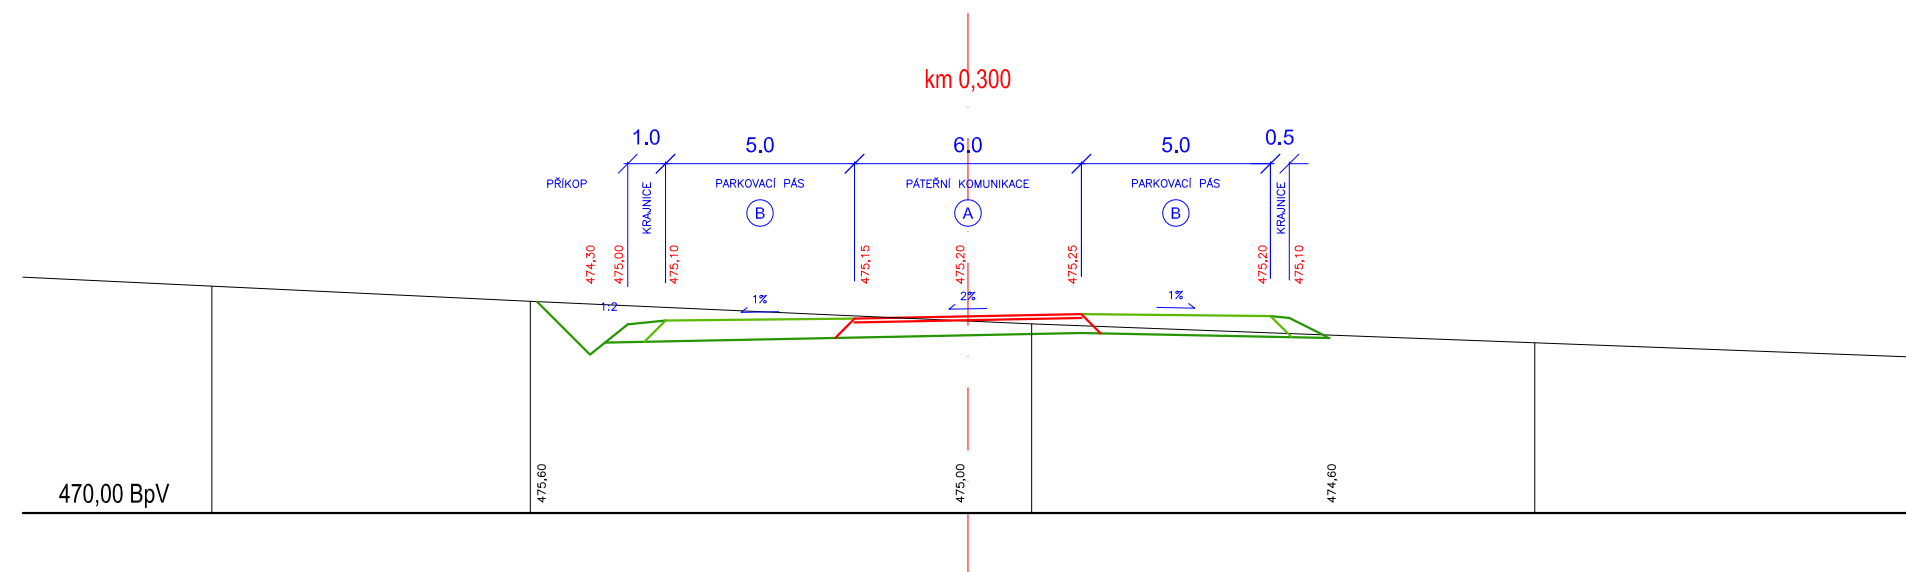 km 0,300
1.0
5.0
6.0
5.0
0.5
PŘÍKOP
KRAJNICE
PARKOVACÍ PÁS
PÁTEŘNÍ KOMUNIKACE
PARKOVACÍ PÁS
KRAJNICE
B
A
B
474,30
475,00
475,10
475,15
475,20
475,25
475,20
475,10
1:2
1%
2%
1%
475,60
475,00
474,60
470,00 BpV